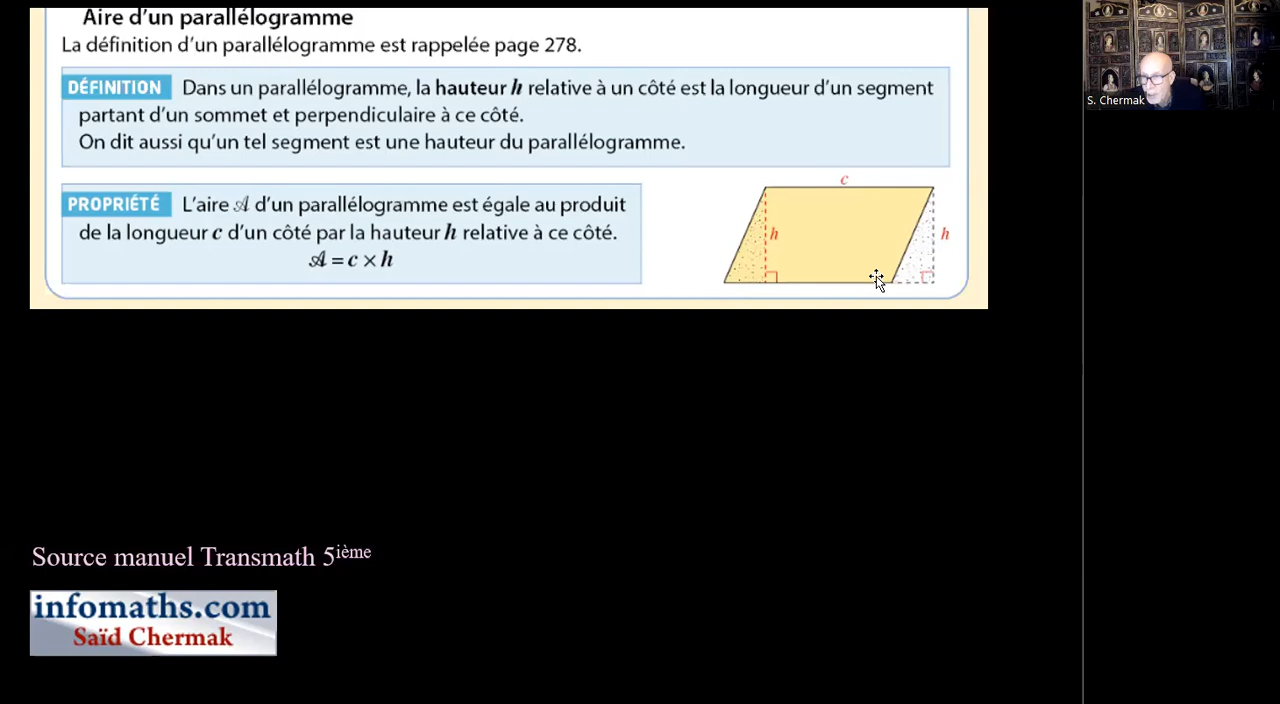 Aire d'un parallélogramme
La définition d'un parallélogramme est rappelée page 278.
DÉFINITION Dans un parallélogramme, la hauteur h relative à un côté est la longueur d'un segment
partant d'un sommet et perpendiculaire à ce côté.
On dit aussi qu'un tel segment est une hauteur du parallélogramme.
PROPRIÉTÉ L'aire 𝒜 d'un parallélogramme est égale au produit
de la longueur c d'un côté par la hauteur h relative à ce côté.
𝒜 = c × h
c
h
h
Source manuel Transmath 5ième
infomaths.com
Saïd Chermak
S. Chermak